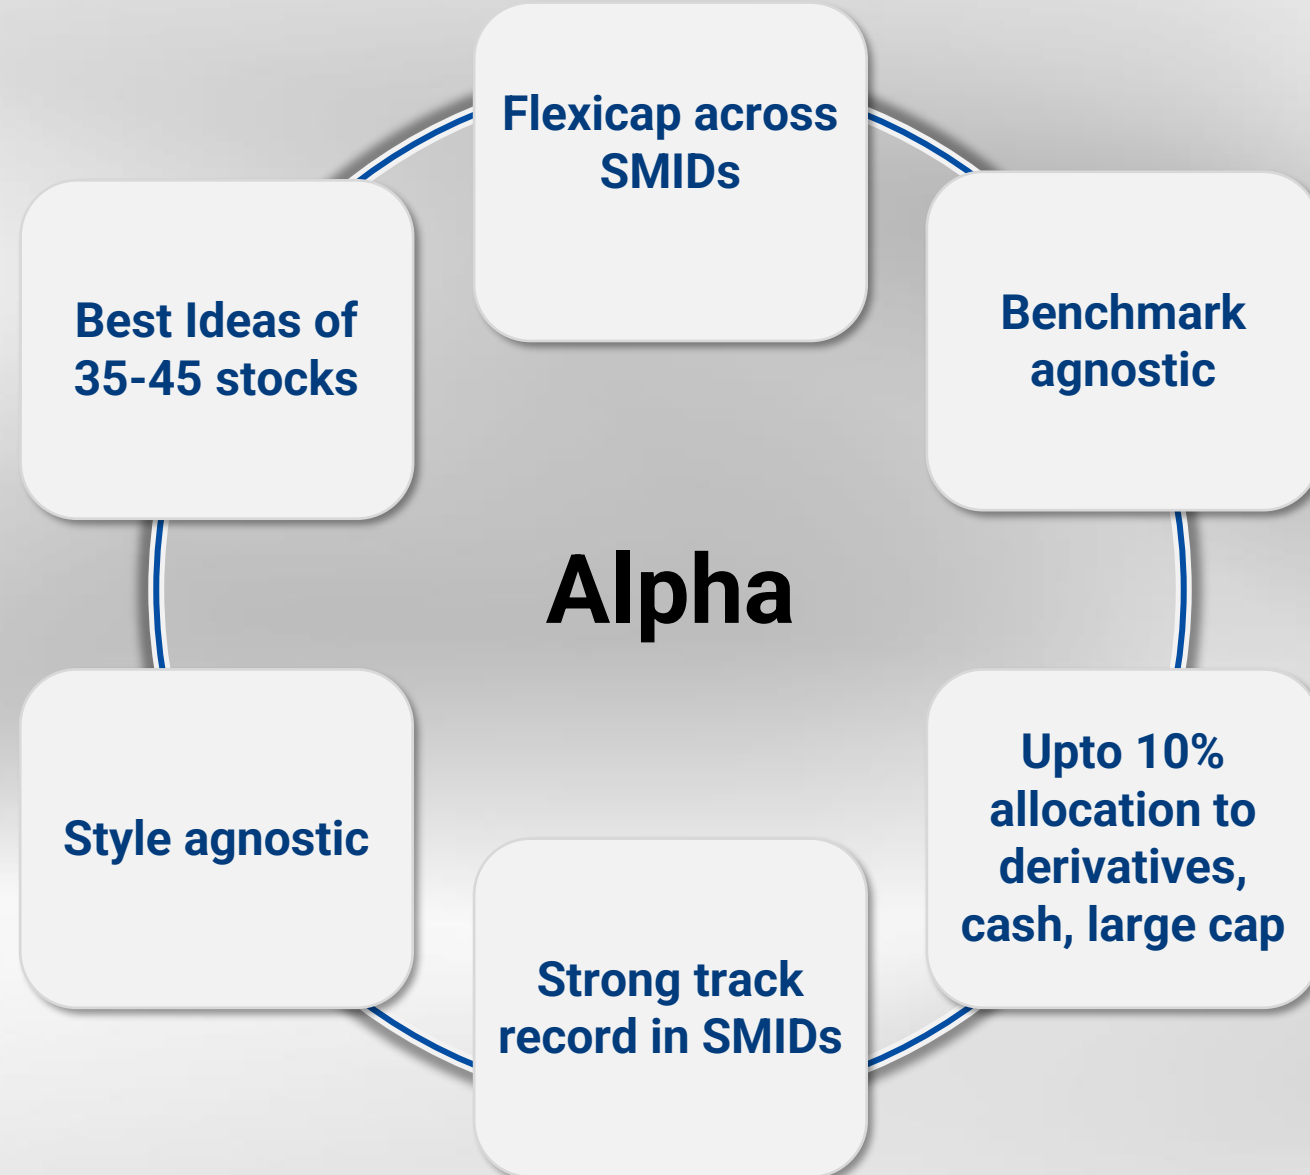 Flexicap across
SMIDs
Benchmark
agnostic
Upto 10%
allocation to
derivatives,
cash, large cap
Strong track
record in SMIDs
Style agnostic
Best Ideas of
35-45 stocks
Alpha